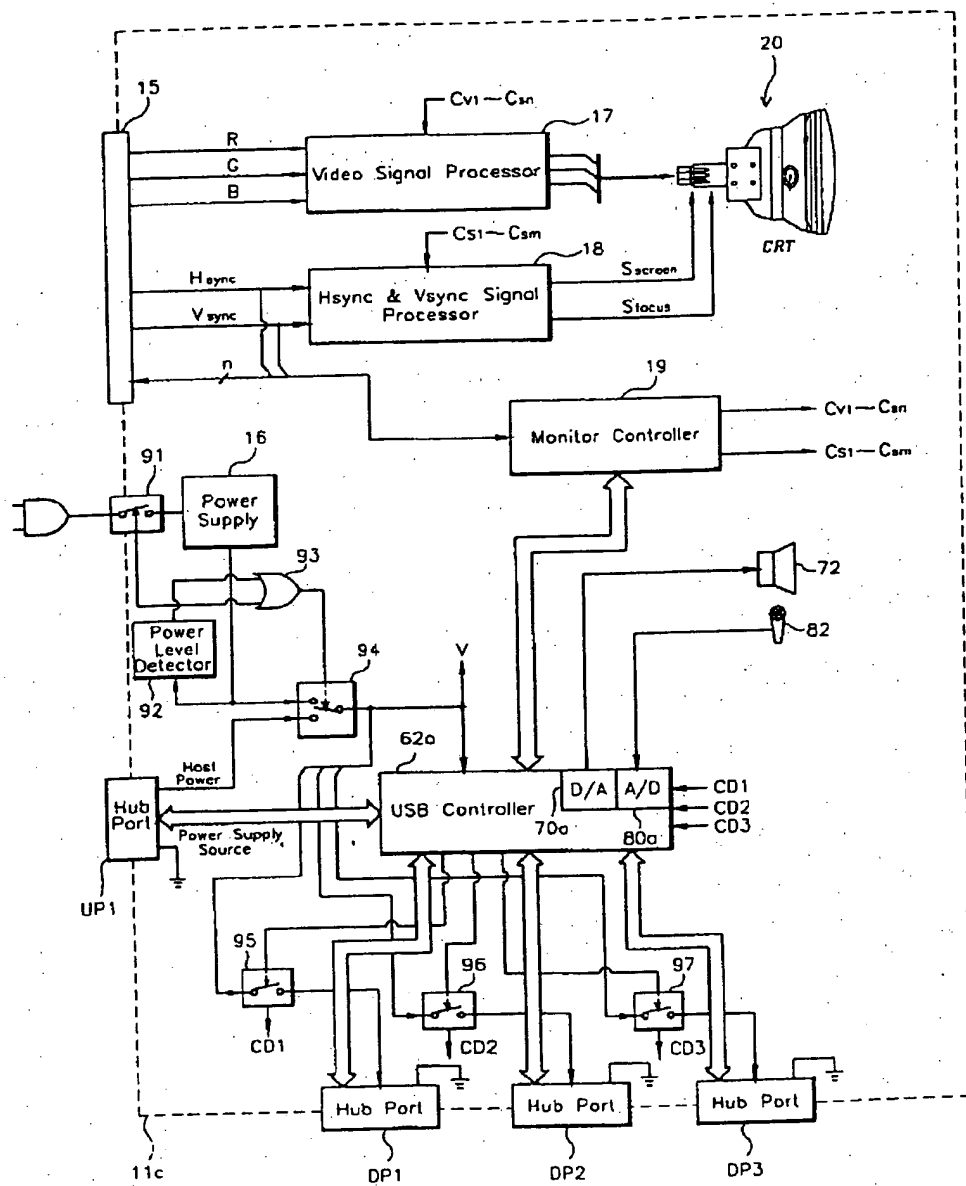 20
15
Cv1—Csn
17
R
G
B
Video Signal Processor
CRT
Cs1—Csm
18
Hsync
Vsync
Hsync & Vsync Signal Processor
Sscreen
Sfocus
n
19
Monitor Controller
Cv1—Csn
Cs1—Csm
91
16
Power Supply
93
72
82
Power Level Detector
92
94
V
62a
Host Power
Hub Port
Power Supply Source
USB Controller
D/A
A/D
70a
80a
CD1
CD2
CD3
UP1
95
96
97
CD1
CD2
CD3
Hub Port
Hub Port
Hub Port
11c
DP1
DP2
DP3